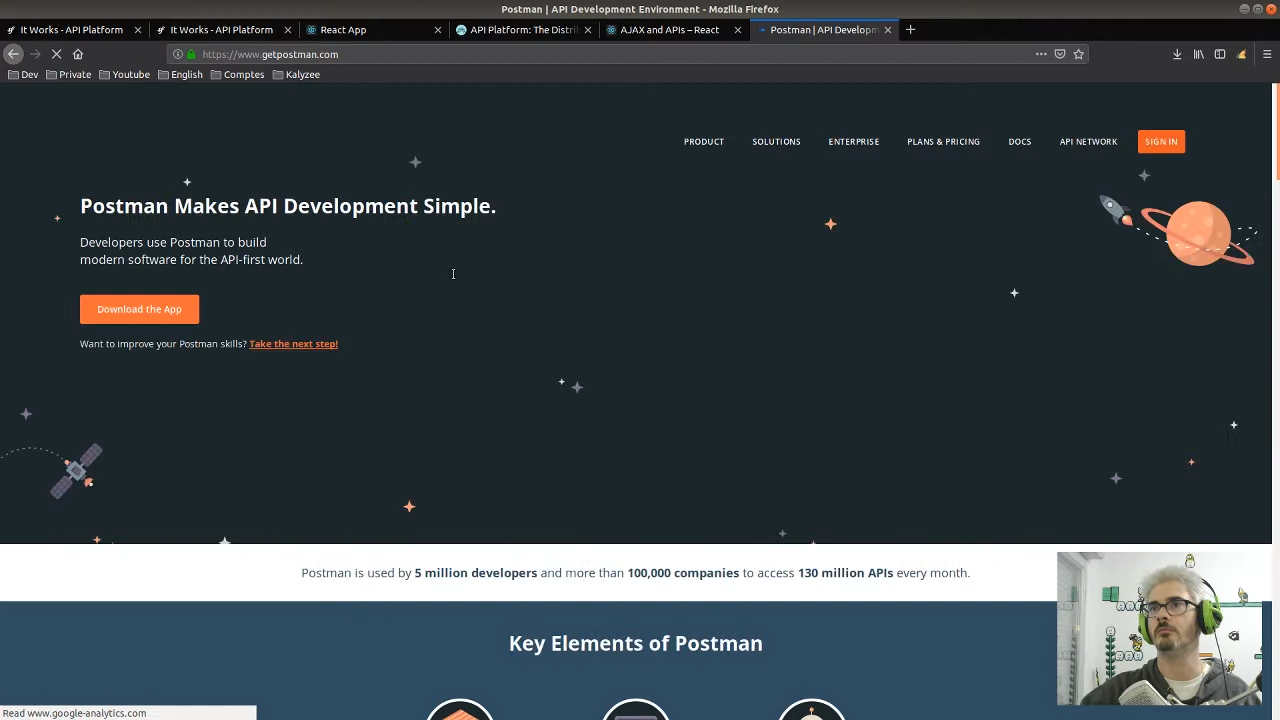 Postman | API Development Environment - Mozilla Firefox
It Works - API Platform
It Works - API Platform
React App
API Platform: The Distri
AJAX and APIs – React
Postman | API Developm
https://www.getpostman.com
Dev
Private
Youtube
English
Comptes
Kalyzee
PRODUCT
SOLUTIONS
ENTERPRISE
PLANS & PRICING
DOCS
API NETWORK
SIGN IN
Postman Makes API Development Simple.
Developers use Postman to build
modern software for the API-first world.
Download the App
Want to improve your Postman skills? Take the next step!
Postman is used by 5 million developers and more than 100,000 companies to access 130 million APIs every month.
Key Elements of Postman
Read www.google-analytics.com